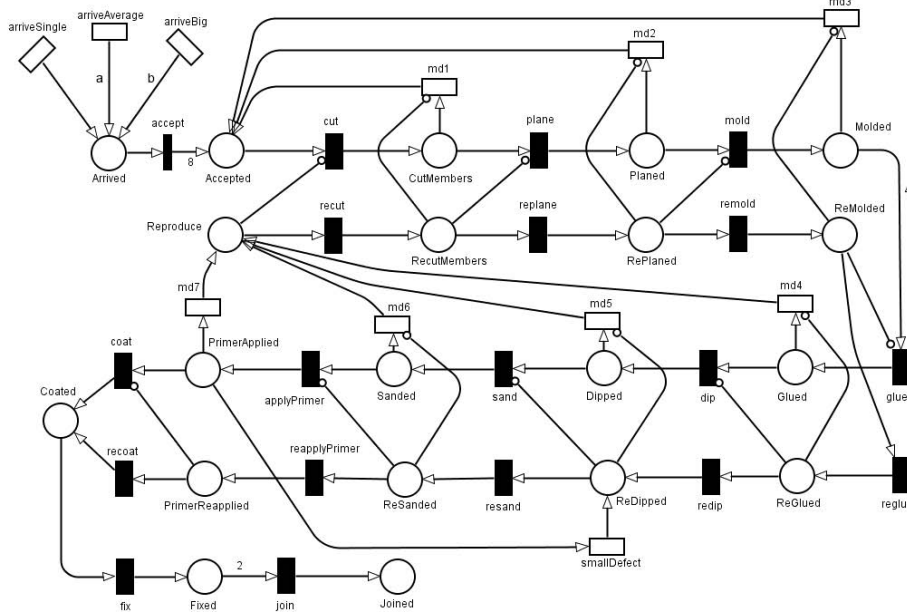 arriveSingle
arriveAverage
arriveBig
md3
md2
md1
a
b
accept
8
cut
plane
mold
Molded
Arrived
Accepted
CutMembers
Planed
Reproduce
recut
replane
remold
ReMolded
RecutMembers
RePlaned
md7
md6
md5
md4
coat
PrimerApplied
Coated
applyPrimer
Sanded
sand
Dipped
dip
Glued
glue
recoat
reapplyPrimer
PrimerReapplied
ReSanded
resand
ReDipped
redip
ReGlued
reglu
smallDefect
2
fix
Fixed
join
Joined